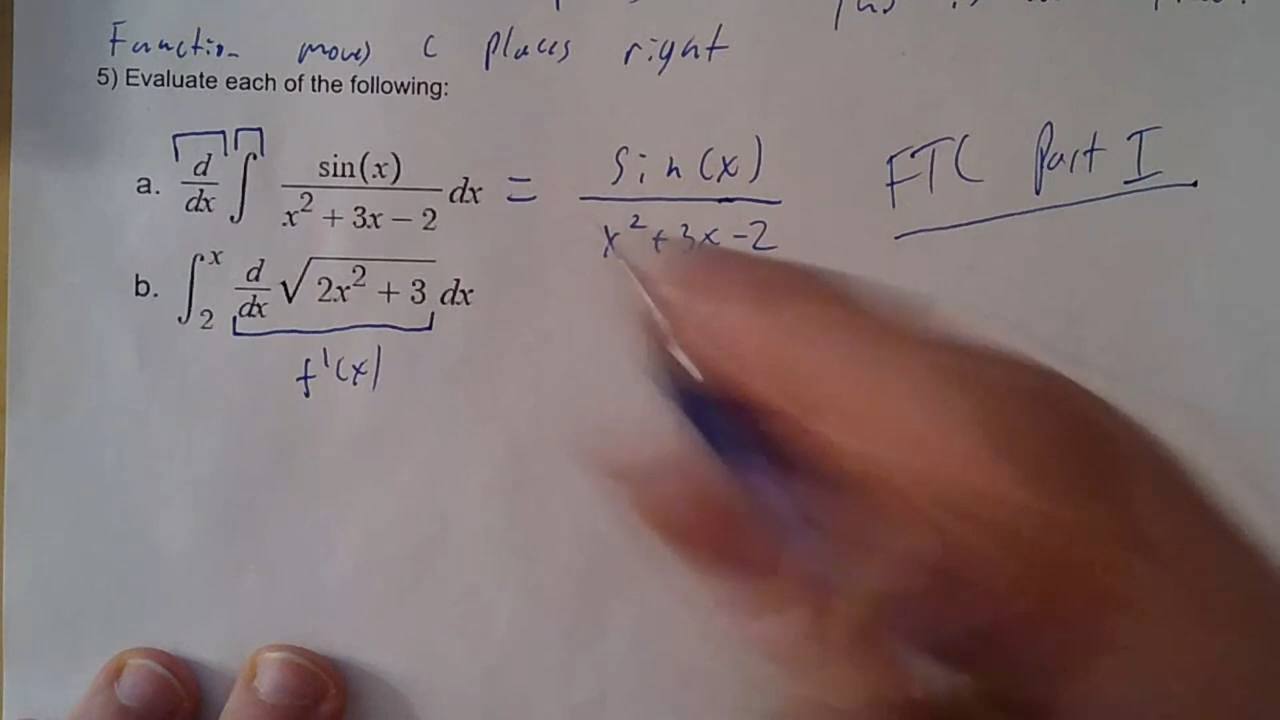 Function moves C places right
5) Evaluate each of the following:
a. d/dx ∫ sin(x)/(x² + 3x − 2) dx = sin(x)/(x²+3x−2) FTC Part I
b. ∫₂ˣ d/dx √(2x² + 3) dx
f'(x)